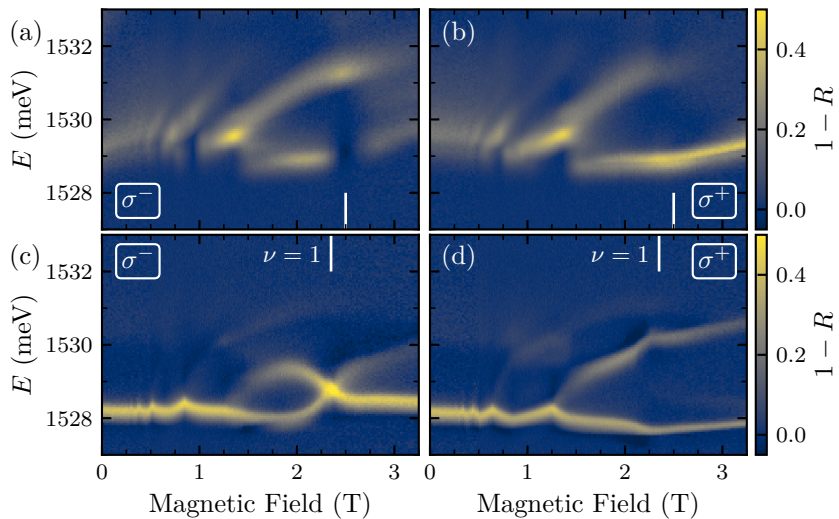 (a)
(b)
1532
1530
1528
E (meV)
σ⁻
σ⁺
0.4
0.2
0.0
1 − R
(c)
σ⁻
ν = 1
(d)
ν = 1
σ⁺
1532
1530
1528
E (meV)
0.4
0.2
0.0
1 − R
0 1 2 3
0 1 2 3
Magnetic Field (T)
Magnetic Field (T)